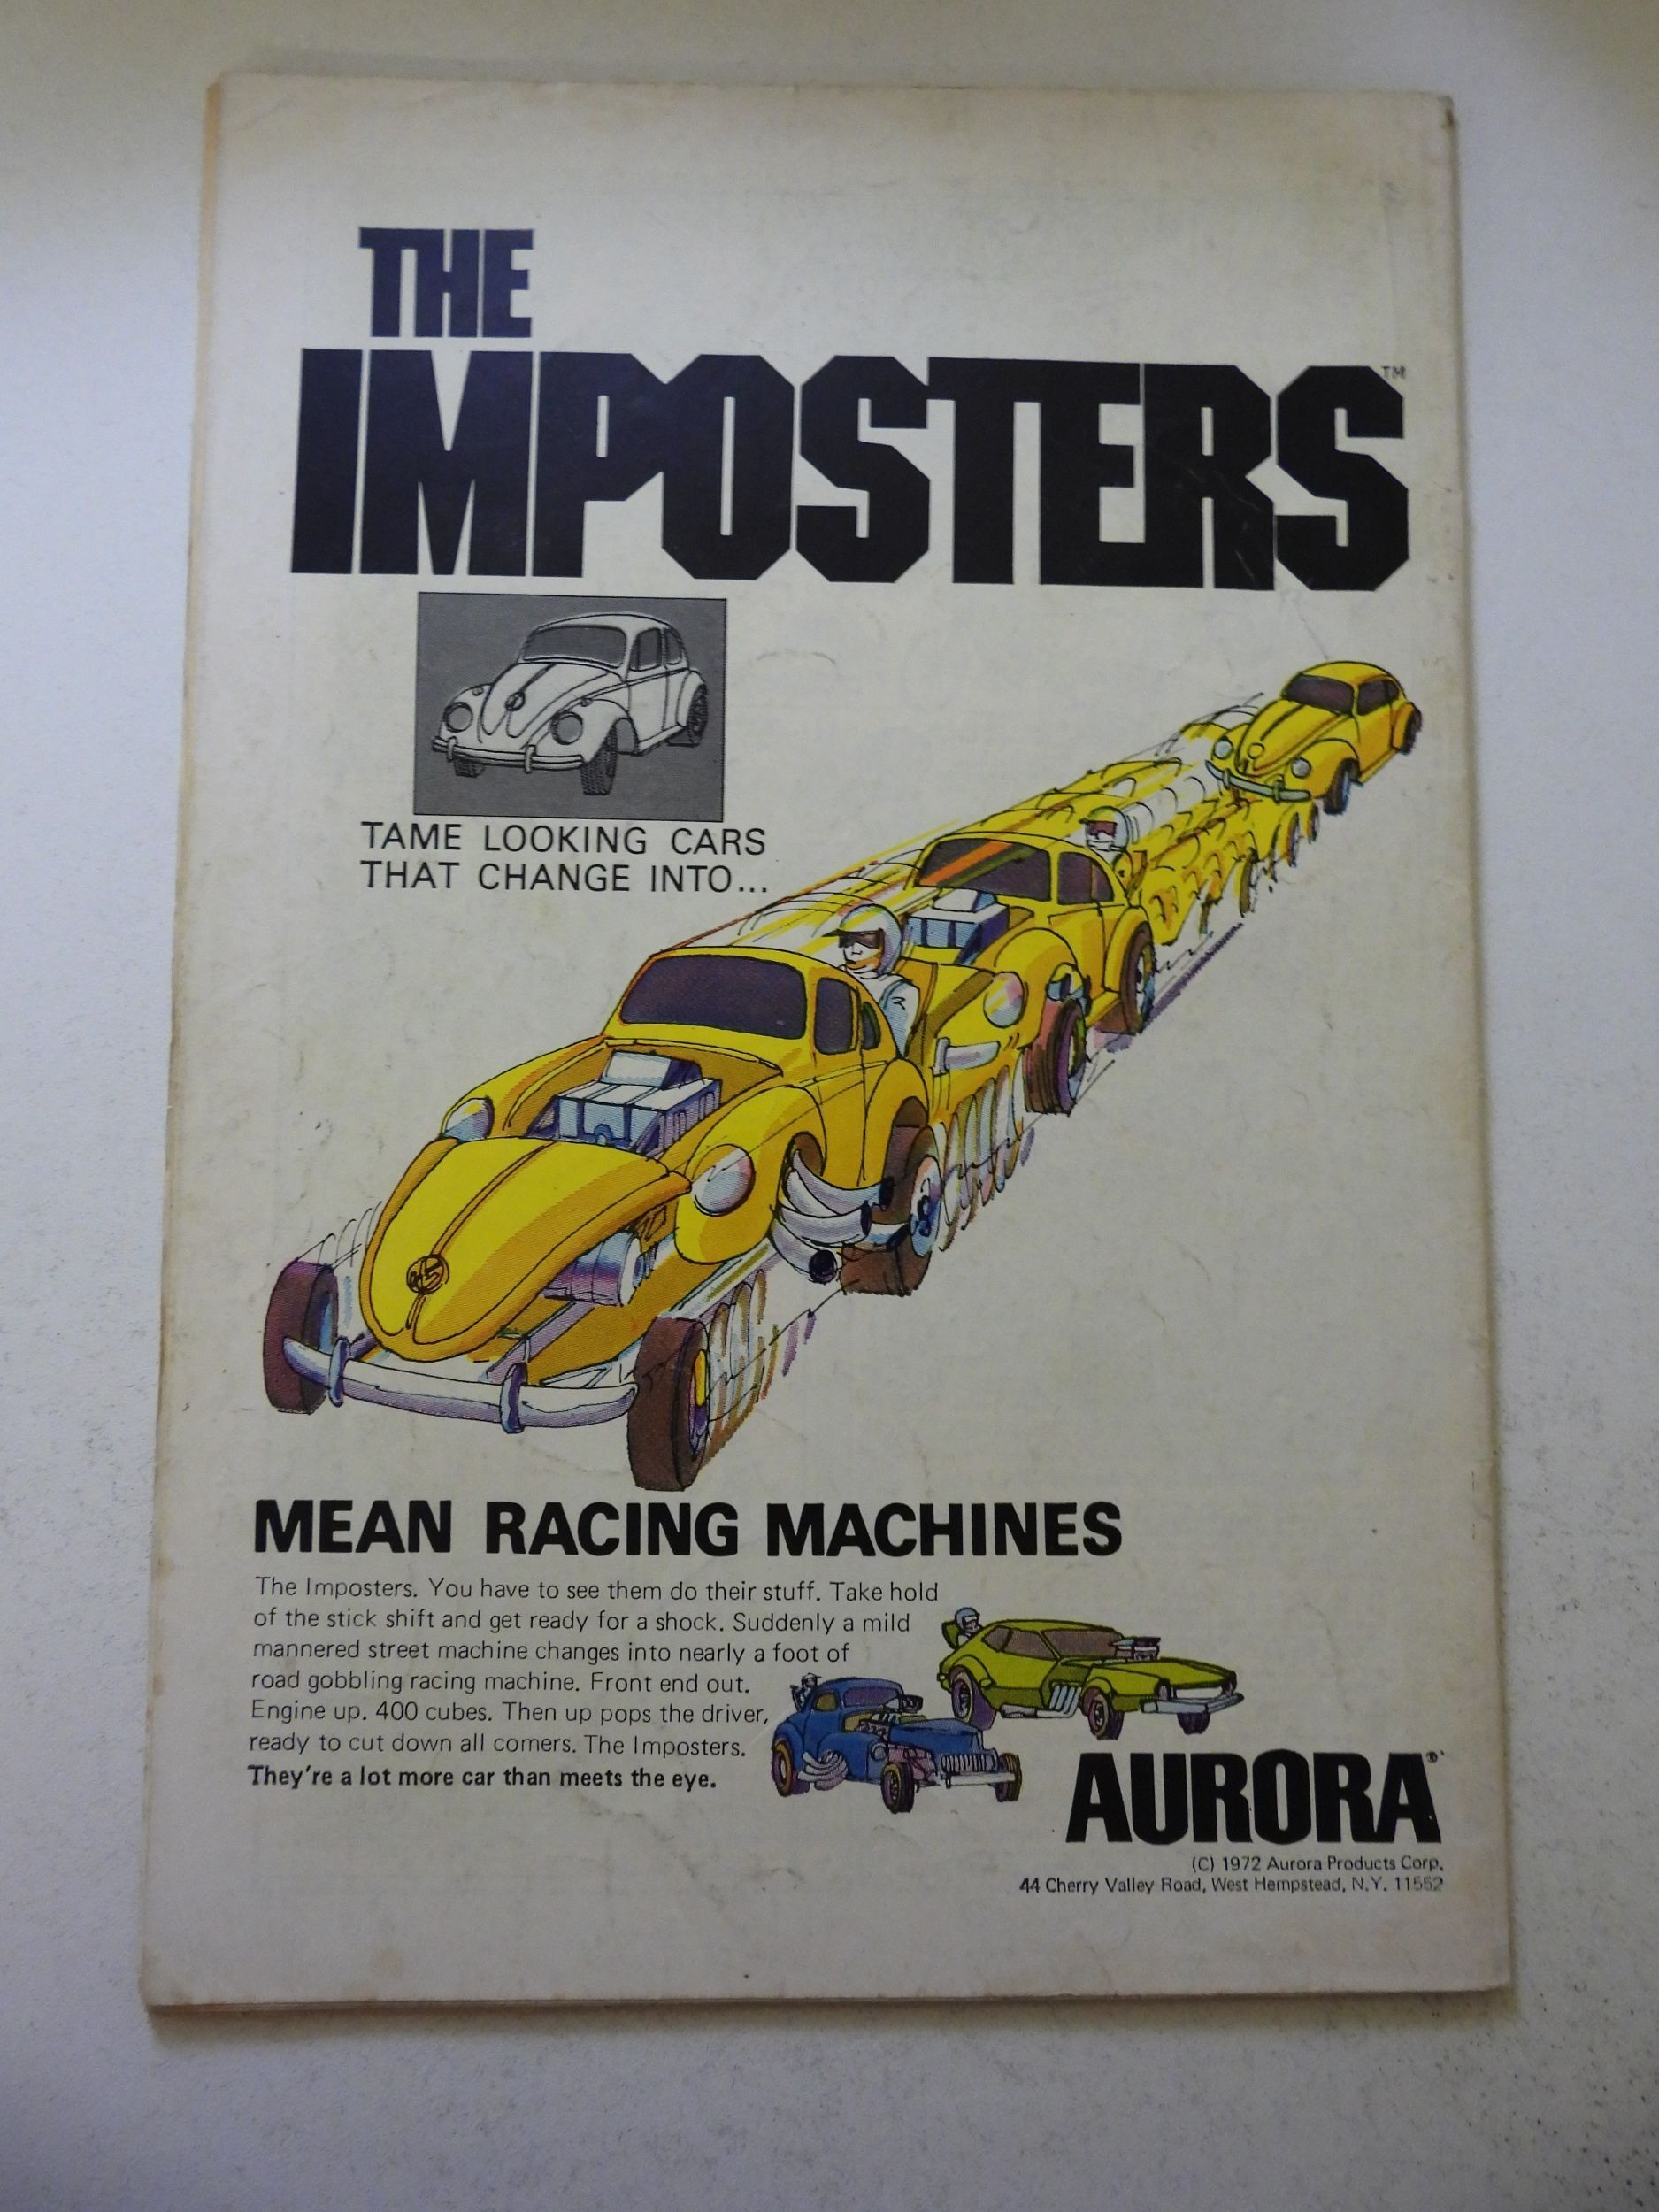 THE
IMPOSTERS™
TAME LOOKING CARS
THAT CHANGE INTO...
MEAN RACING MACHINES
The Imposters. You have to see them do their stuff. Take hold
of the stick shift and get ready for a shock. Suddenly a mild
mannered street machine changes into nearly a foot of
road gobbling racing machine. Front end out.
Engine up. 400 cubes. Then up pops the driver,
ready to cut down all comers. The Imposters.
They're a lot more car than meets the eye.
AURORA®
(C) 1972 Aurora Products Corp.
44 Cherry Valley Road, West Hempstead, N.Y. 11552